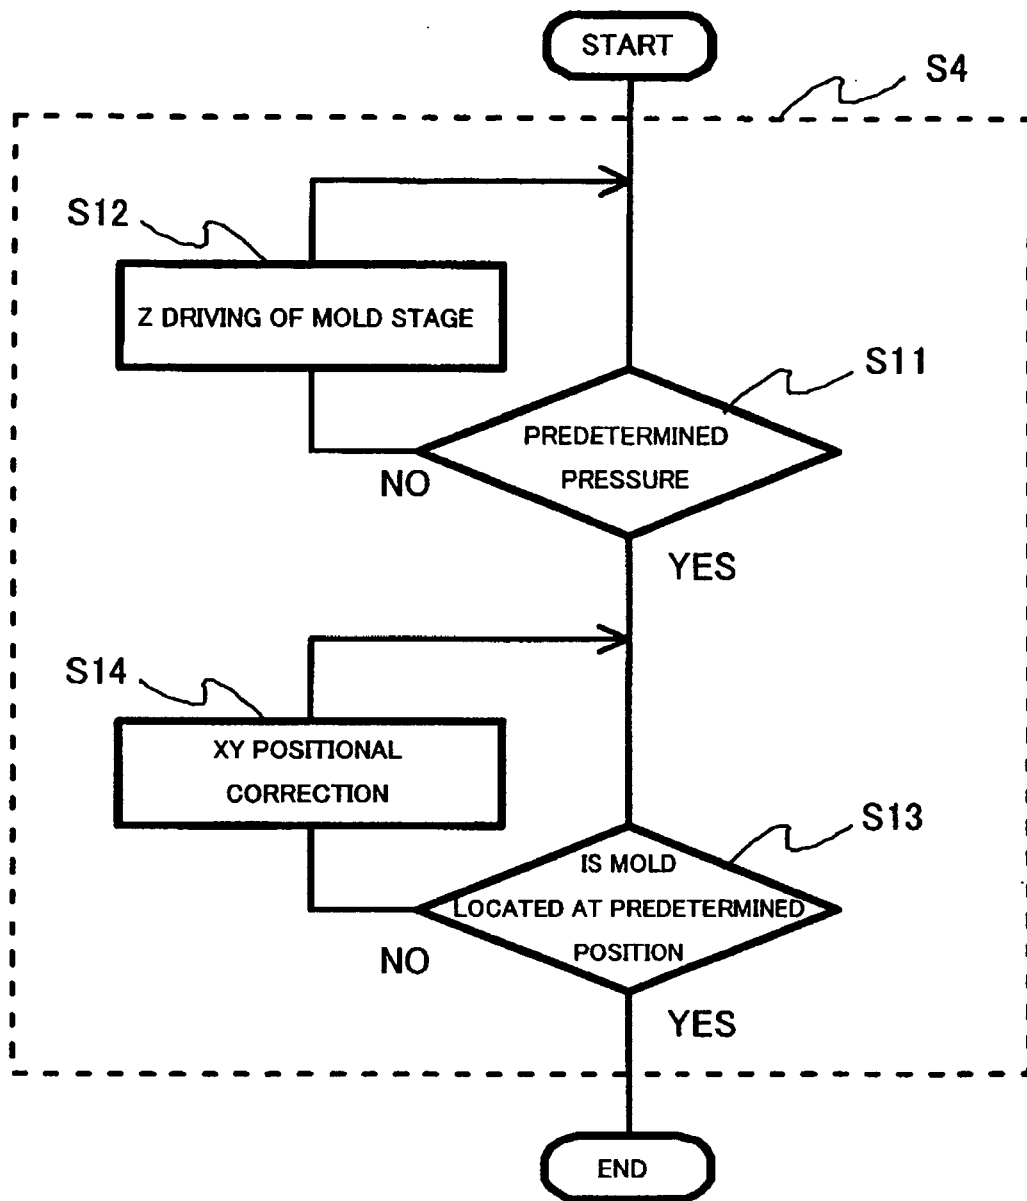 START
S4
S12
Z DRIVING OF MOLD STAGE
S11
PREDETERMINED
PRESSURE
NO
YES
S14
XY POSITIONAL
CORRECTION
S13
IS MOLD
LOCATED AT PREDETERMINED
POSITION
NO
YES
END